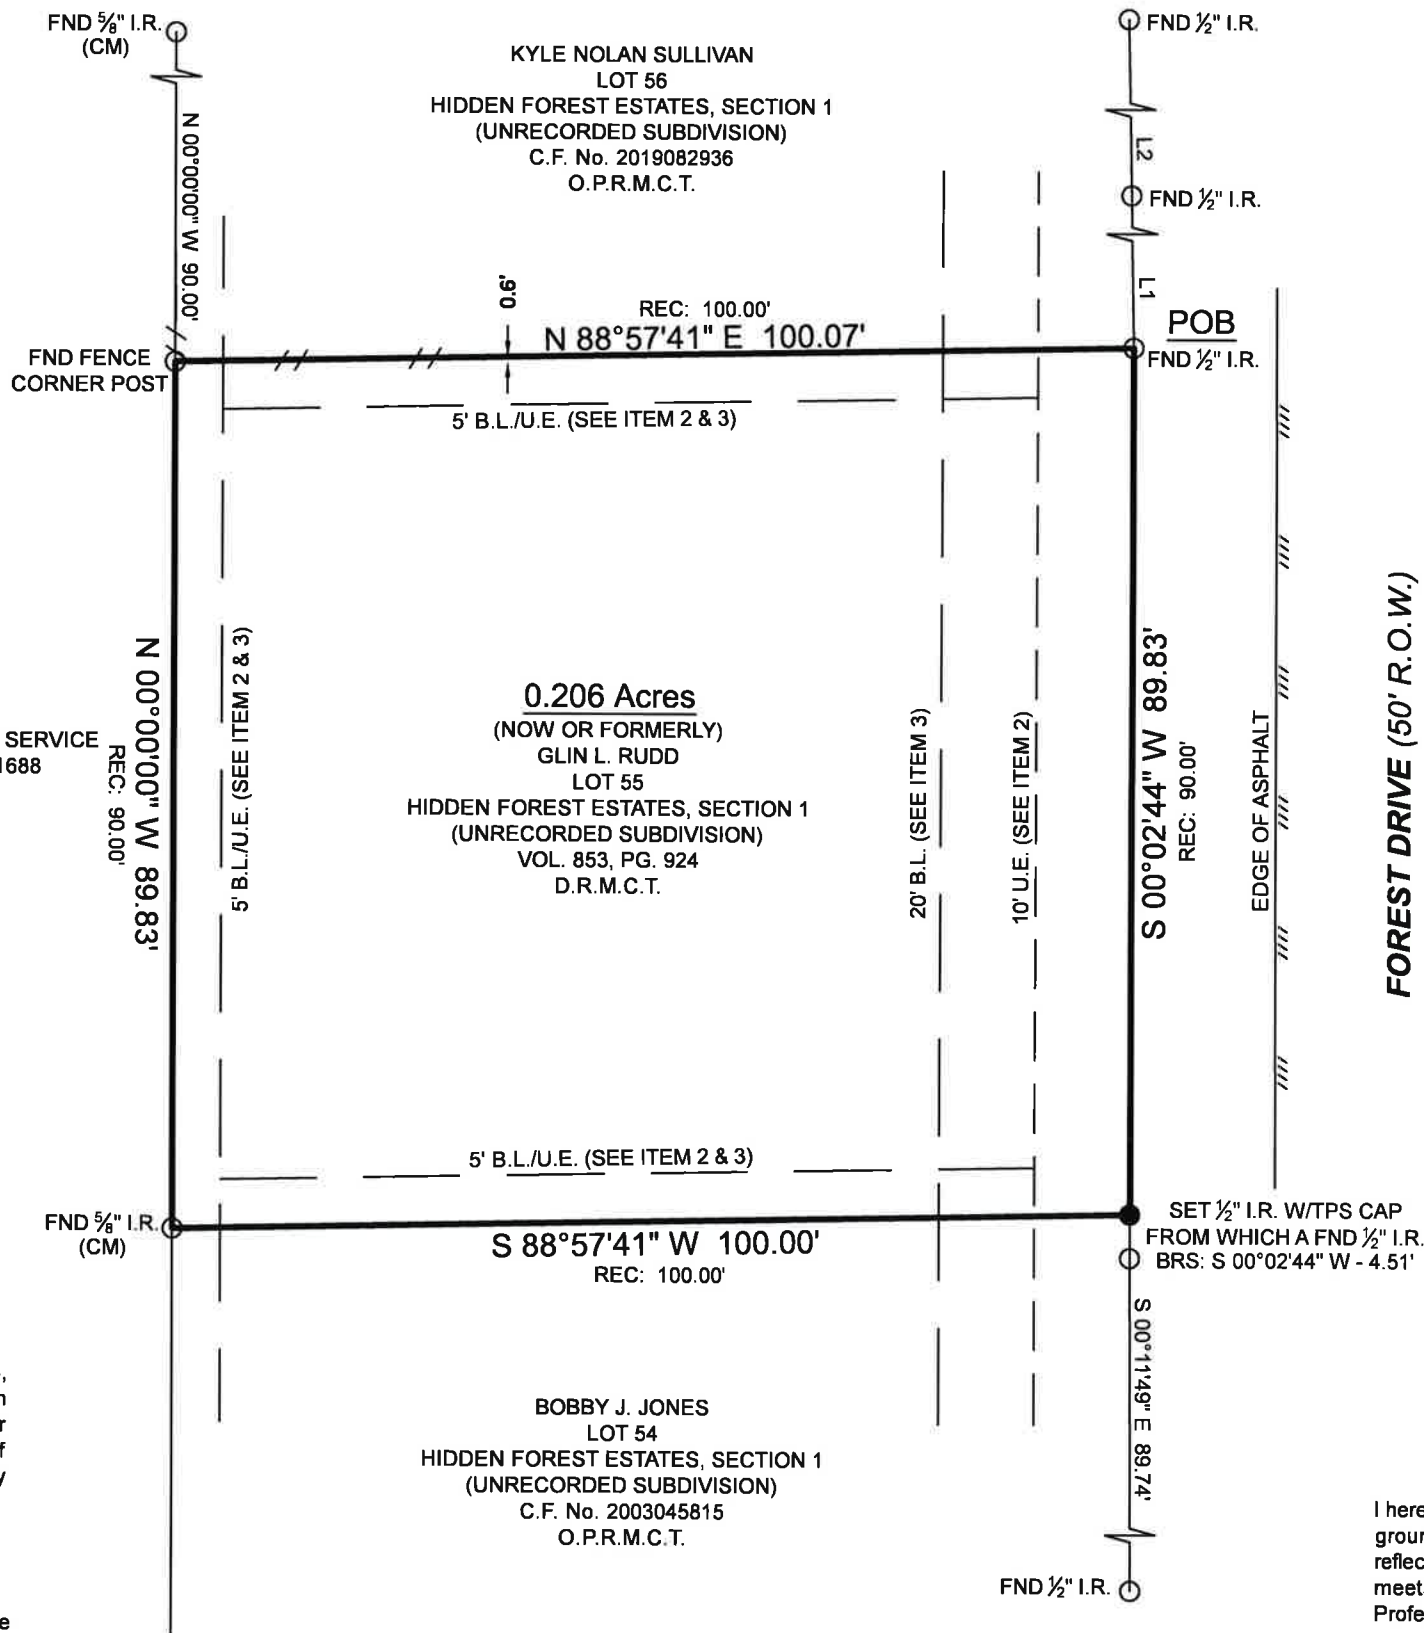 FND ⅝" I.R.
(CM)
FND ½" I.R.
KYLE NOLAN SULLIVAN
LOT 56
HIDDEN FOREST ESTATES, SECTION 1
(UNRECORDED SUBDIVISION)
C.F. No. 2019082936
O.P.R.M.C.T.
N 00°00'00" W 90.00'
L2
FND ½" I.R.
L1
0.6'
REC: 100.00'
N 88°57'41" E 100.07'
POB
FND ½" I.R.
FND FENCE
CORNER POST
5' B.L./U.E. (SEE ITEM 2 & 3)
SERVICE
1688
REC: 90.00'
N 00°00'00" W 89.83'
5' B.L./U.E. (SEE ITEM 2 & 3)
0.206 Acres
(NOW OR FORMERLY)
GLIN L. RUDD
LOT 55
HIDDEN FOREST ESTATES, SECTION 1
(UNRECORDED SUBDIVISION)
VOL. 853, PG. 924
D.R.M.C.T.
20' B.L. (SEE ITEM 3)
10' U.E. (SEE ITEM 2)
S 00°02'44" W 89.83'
REC: 90.00'
EDGE OF ASPHALT
FOREST DRIVE (50' R.O.W.)
5' B.L./U.E. (SEE ITEM 2 & 3)
FND ⅝" I.R.
(CM)
S 88°57'41" W 100.00'
REC: 100.00'
SET ½" I.R. W/TPS CAP
FROM WHICH A FND ½" I.R.
BRS: S 00°02'44" W - 4.51'
S 00°11'49" E 89.74'
BOBBY J. JONES
LOT 54
HIDDEN FOREST ESTATES, SECTION 1
(UNRECORDED SUBDIVISION)
C.F. No. 2003045815
O.P.R.M.C.T.
FND ½" I.R.
I here
grour
reflec
meet
Profe